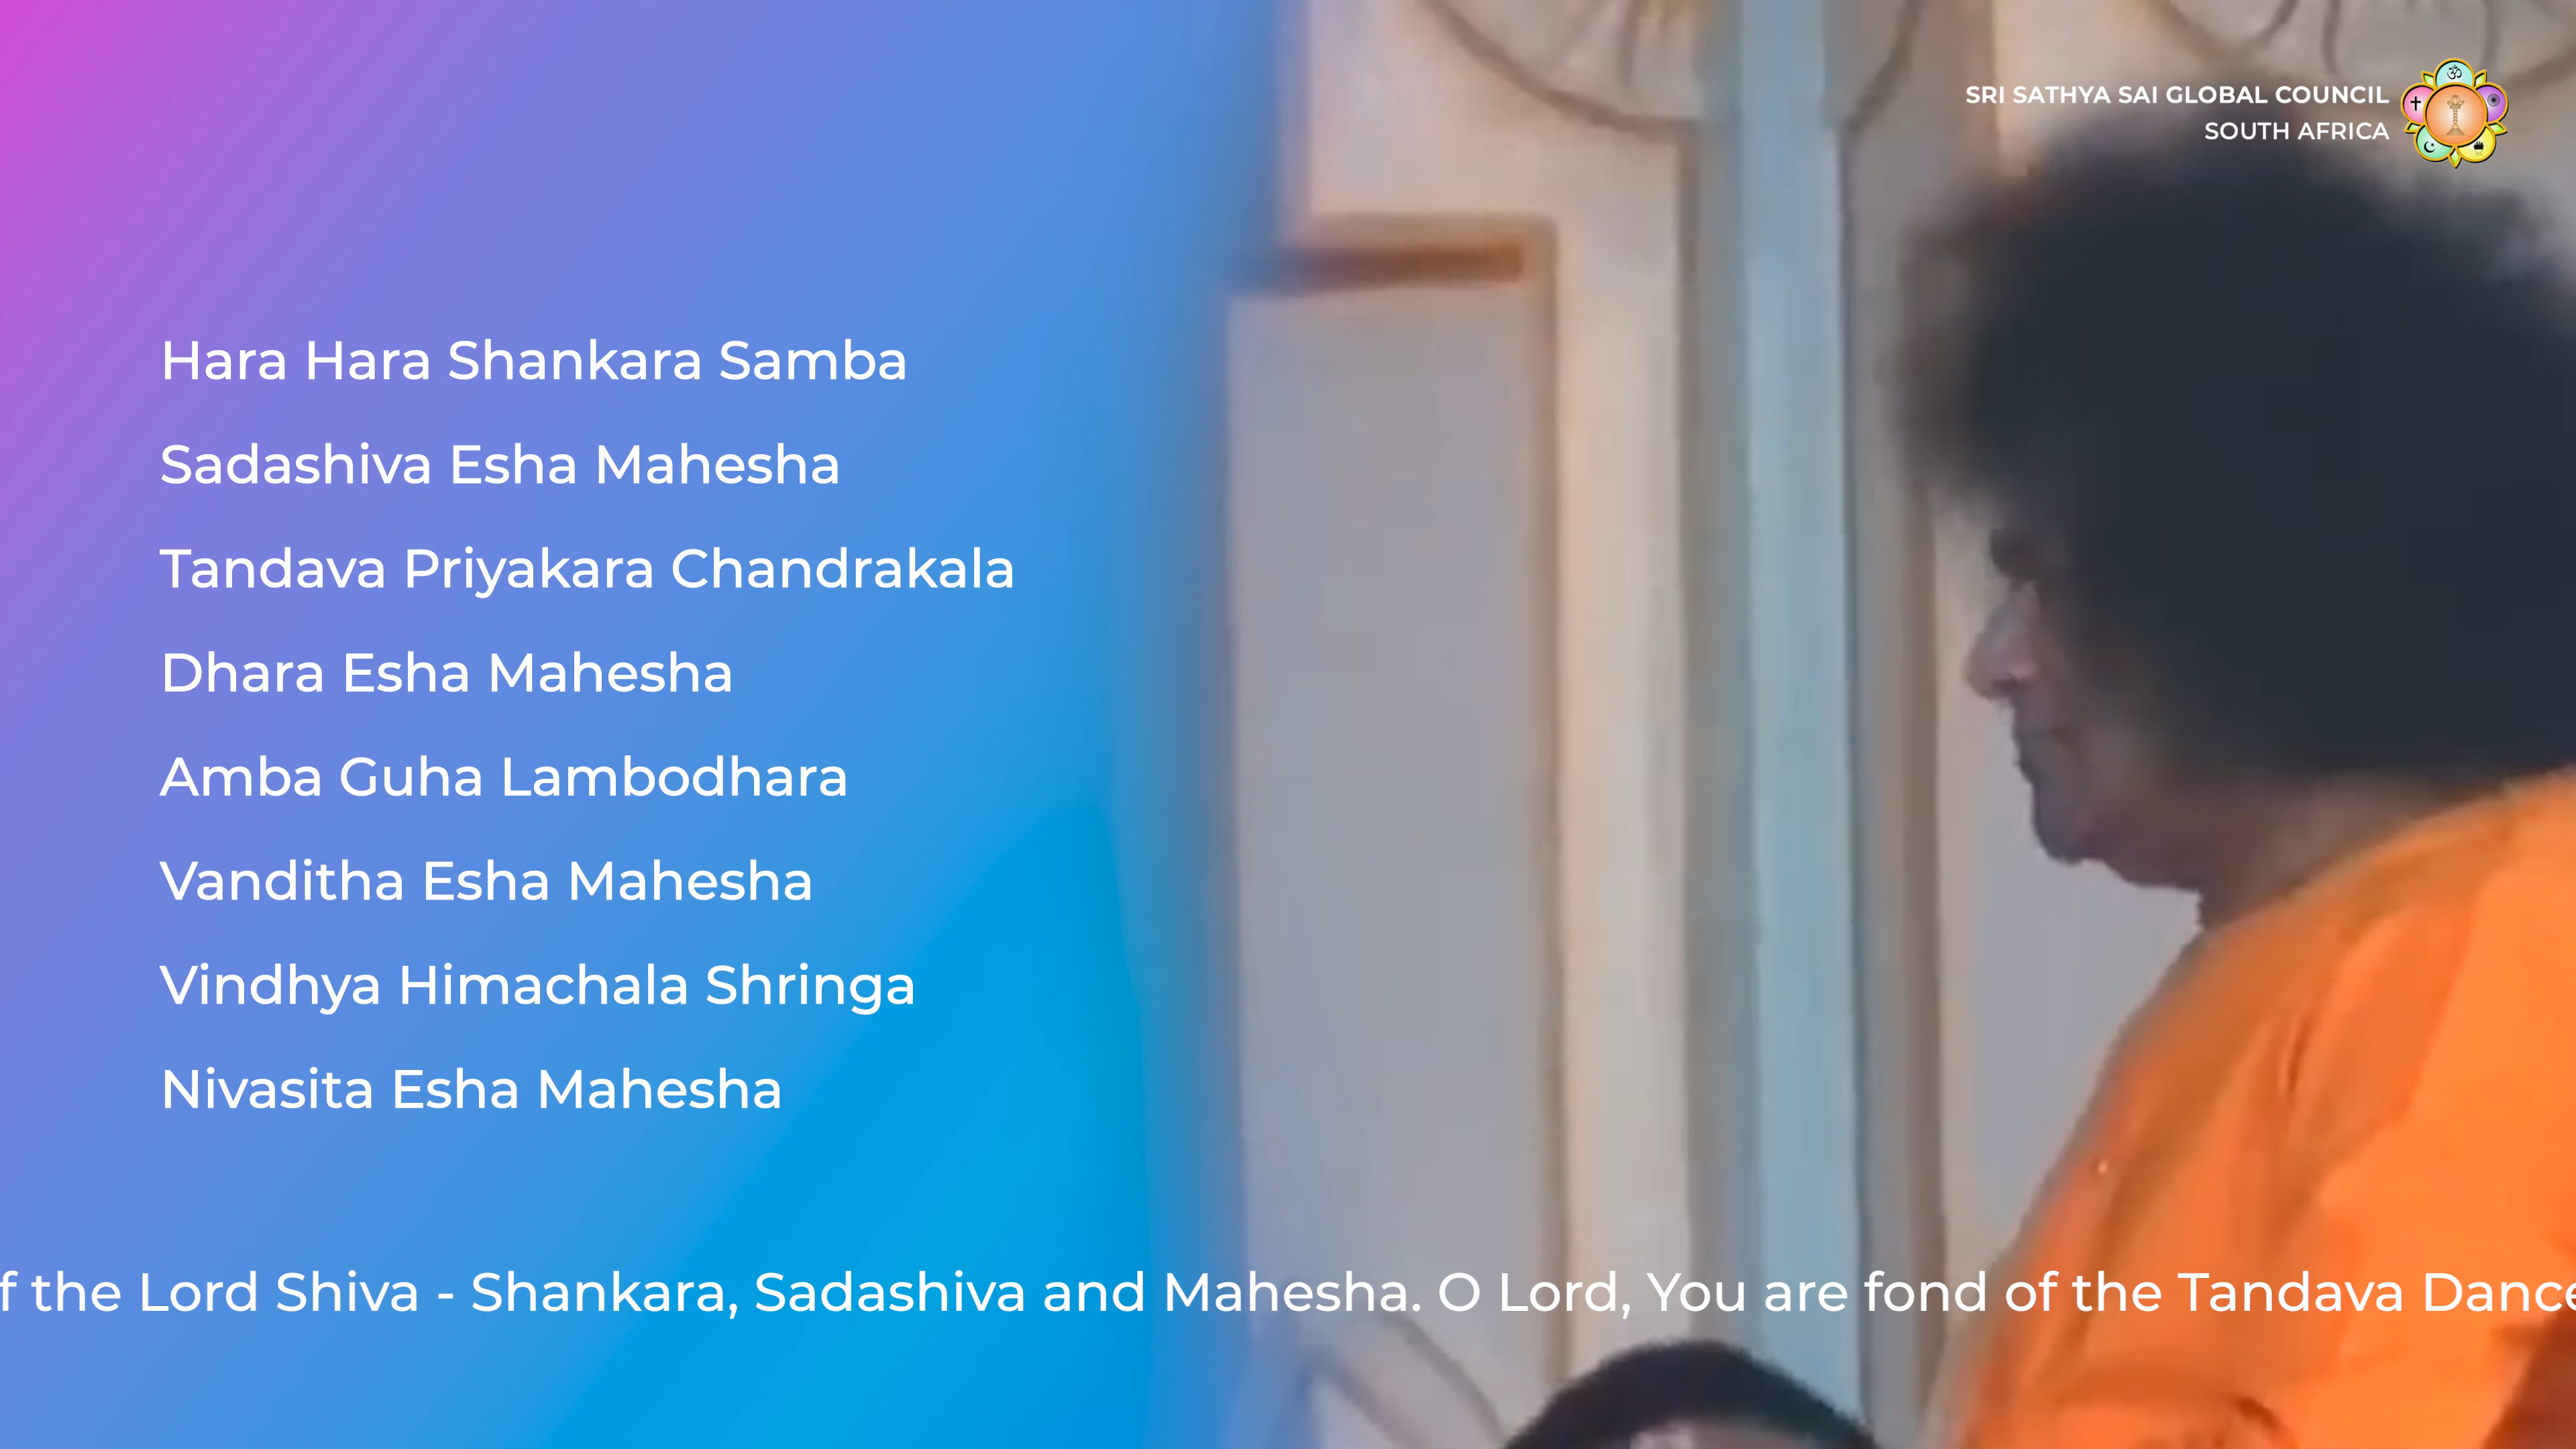 SRI SATHYA SAI GLOBAL COUNCIL
SOUTH AFRICA
Hara Hara Shankara Samba
Sadashiva Esha Mahesha
Tandava Priyakara Chandrakala
Dhara Esha Mahesha
Amba Guha Lambodhara
Vanditha Esha Mahesha
Vindhya Himachala Shringa
Nivasita Esha Mahesha
f the Lord Shiva - Shankara, Sadashiva and Mahesha. O Lord, You are fond of the Tandava Dance